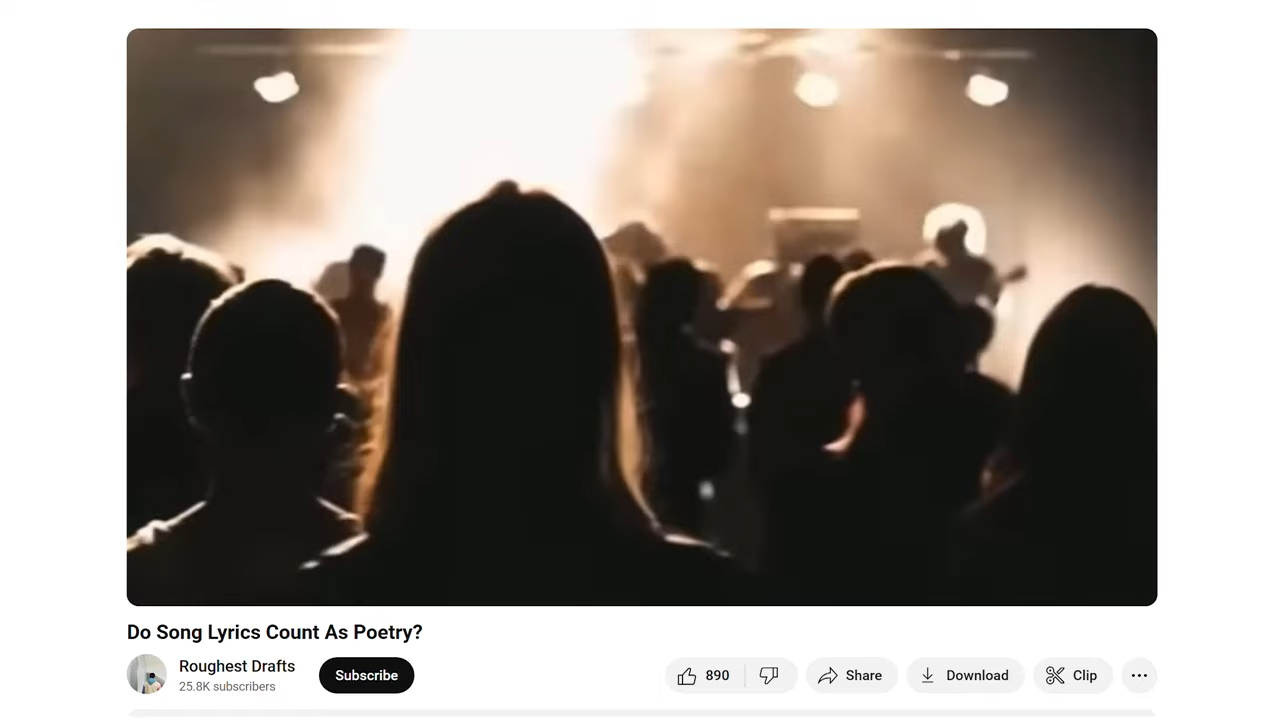 Do Song Lyrics Count As Poetry?
Roughest Drafts
25.8K subscribers
Subscribe
890
Share
Download
Clip